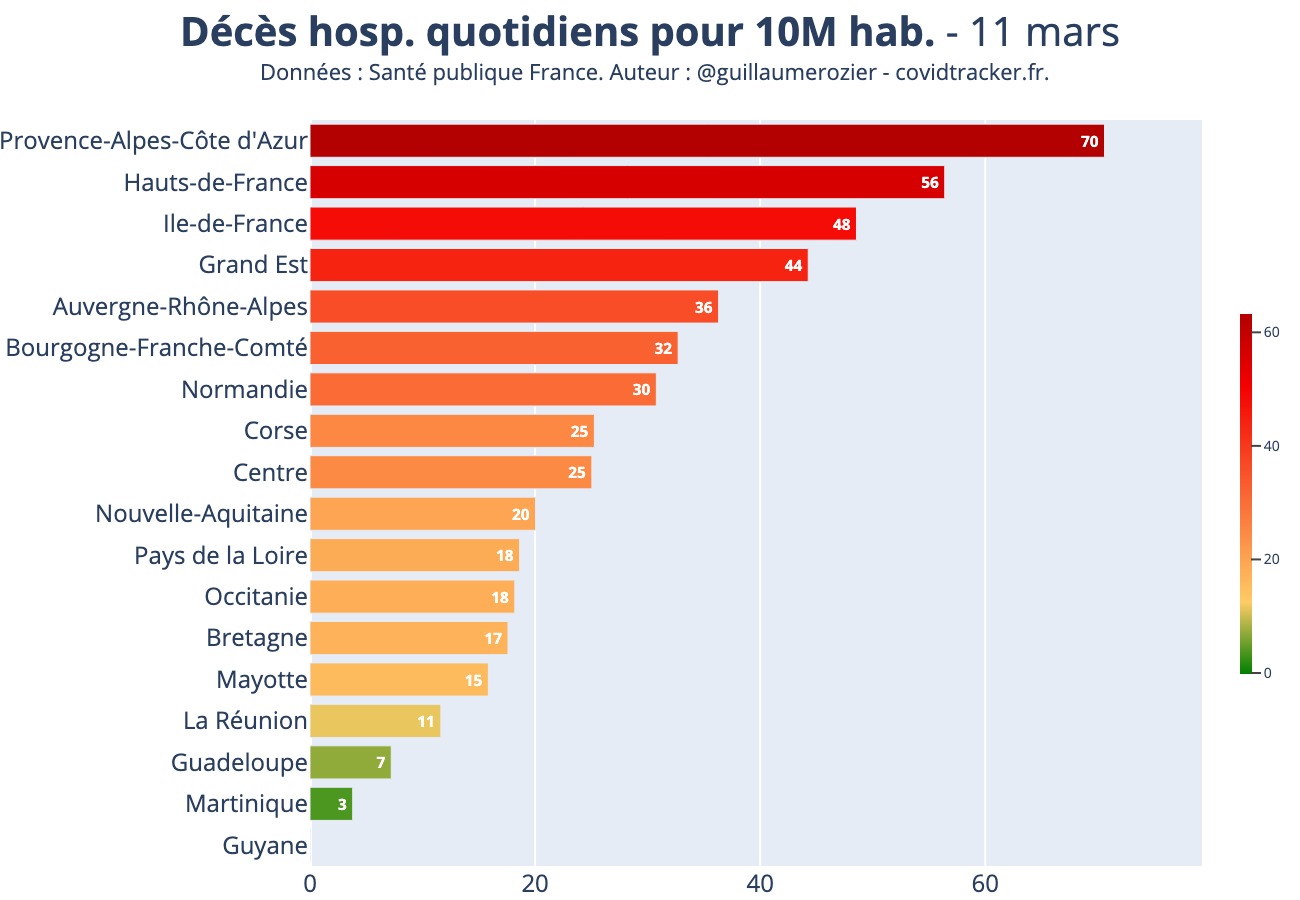 Décès hosp. quotidiens pour 10M hab. - 11 mars
Données : Santé publique France. Auteur : @guillaumerozier - covidtracker.fr.
Provence-Alpes-Côte d'Azur 70
Hauts-de-France 56
Ile-de-France 48
Grand Est 44
Auvergne-Rhône-Alpes 36
Bourgogne-Franche-Comté 32
Normandie 30
Corse 25
Centre 25
Nouvelle-Aquitaine 20
Pays de la Loire 18
Occitanie 18
Bretagne 17
Mayotte 15
La Réunion 11
Guadeloupe 7
Martinique 3
Guyane
0 20 40 60
60
40
20
0